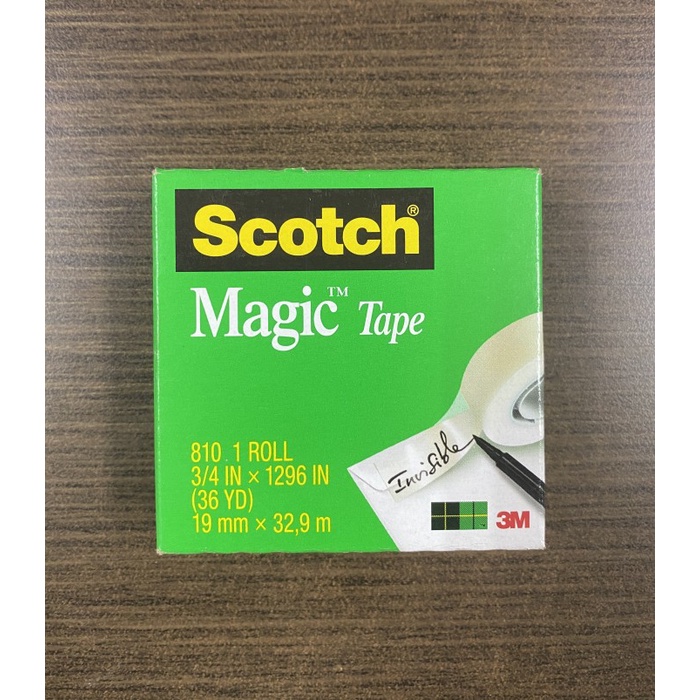 Scotch®
Magic™ Tape
810 1 ROLL
3/4 IN × 1296 IN
(36 YD)
19 mm × 32,9 m
Invisible
3M